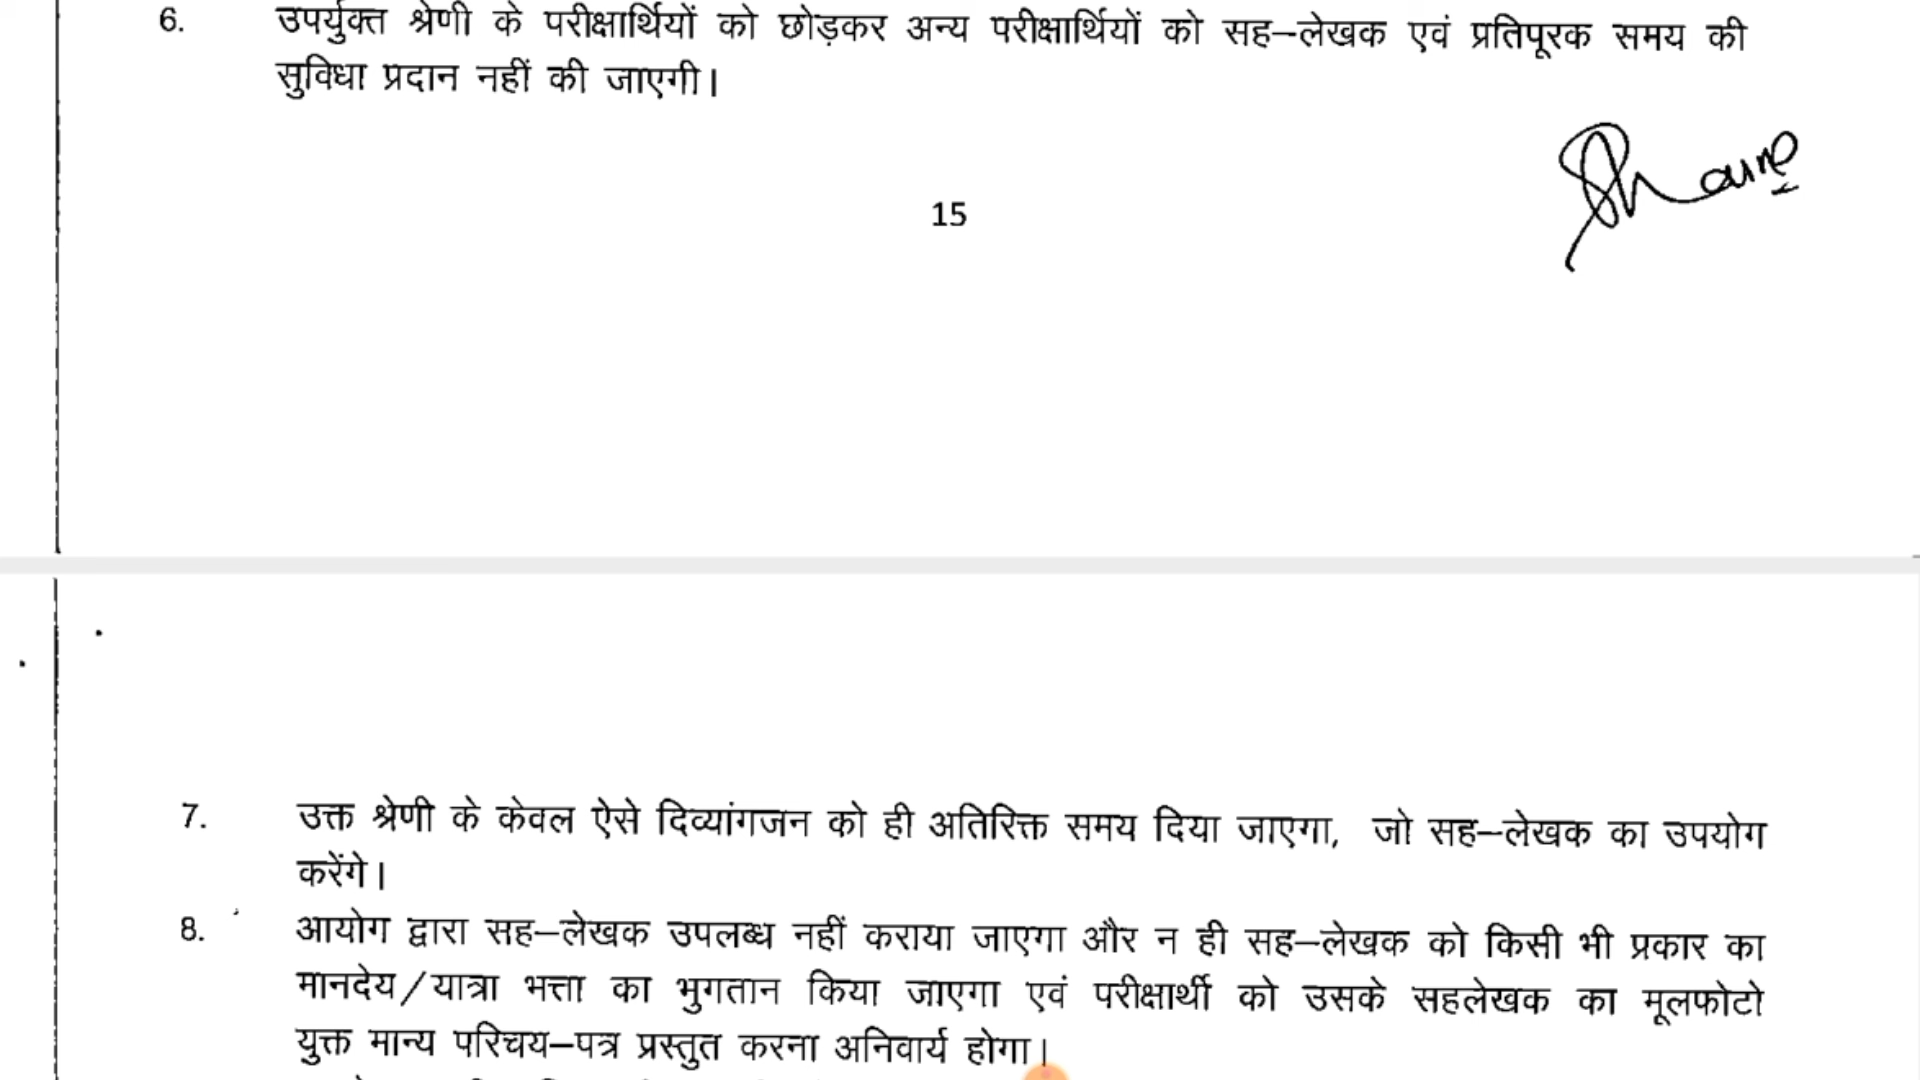 6. उपर्युक्त श्रेणी के परीक्षार्थियों को छोड़कर अन्य परीक्षार्थियों को सह–लेखक एवं प्रतिपूरक समय की
सुविधा प्रदान नहीं की जाएगी।
15
7. उक्त श्रेणी के केवल ऐसे दिव्यांगजन को ही अतिरिक्त समय दिया जाएगा, जो सह–लेखक का उपयोग
करेंगे।
8. आयोग द्वारा सह–लेखक उपलब्ध नहीं कराया जाएगा और न ही सह–लेखक को किसी भी प्रकार का
मानदेय/यात्रा भत्ता का भुगतान किया जाएगा एवं परीक्षार्थी को उसके सहलेखक का मूलफोटो
युक्त मान्य परिचय–पत्र प्रस्तुत करना अनिवार्य होगा।